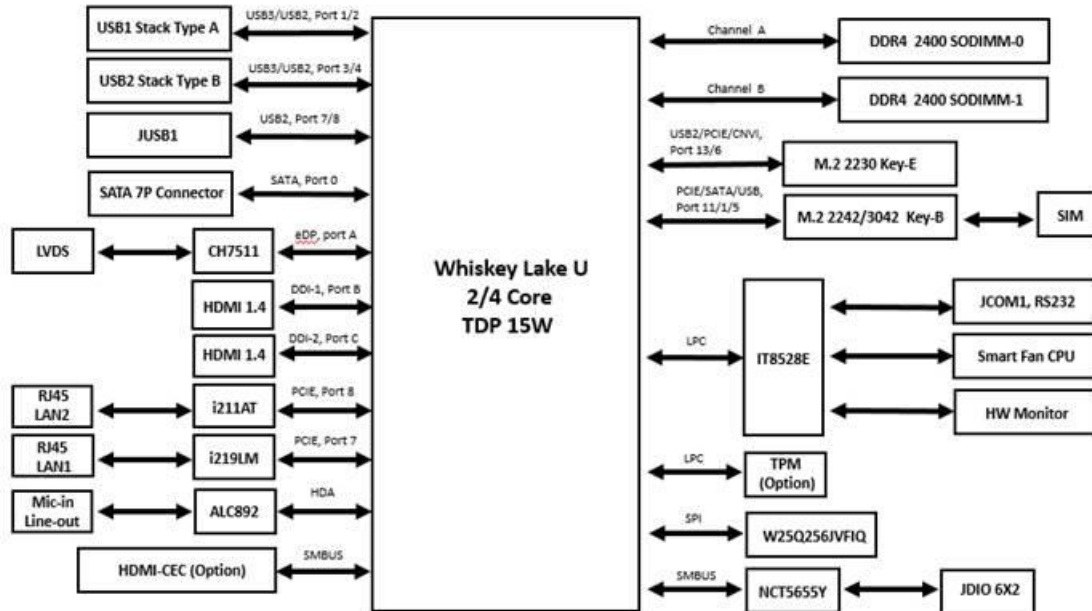 USB1 Stack Type A
USB3/USB2, Port 1/2
USB2 Stack Type B
USB3/USB2, Port 3/4
JUSB1
USB2, Port 7/8
SATA 7P Connector
SATA, Port 0
LVDS
CH7511
eDP, port A
HDMI 1.4
DDI-1, Port B
HDMI 1.4
DDI-2, Port C
RJ45
LAN2
i211AT
PCIE, Port 8
RJ45
LAN1
i219LM
PCIE, Port 7
Mic-in
Line-out
ALC892
HDA
HDMI-CEC (Option)
SMBUS
Whiskey Lake U
2/4 Core
TDP 15W
Channel A
DDR4 2400 SODIMM-0
Channel B
DDR4 2400 SODIMM-1
USB2/PCIE/CNVI,
Port 13/6
M.2 2230 Key-E
PCIE/SATA/USB,
Port 11/1/5
M.2 2242/3042 Key-B
SIM
LPC
IT8528E
JCOM1, RS232
Smart Fan CPU
HW Monitor
LPC
TPM
(Option)
SPI
W25Q256JVFIQ
SMBUS
NCT5655Y
JDIO 6X2